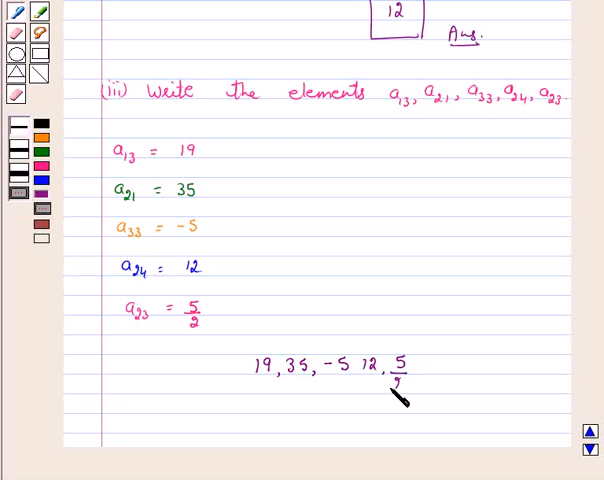 12
Ans.
(iii) Write the elements a13, a21, a33, a24, a23.
a13 = 19
a21 = 35
a33 = -5
a24 = 12
a23 = 5/2
19, 35, -5 12, 5/2